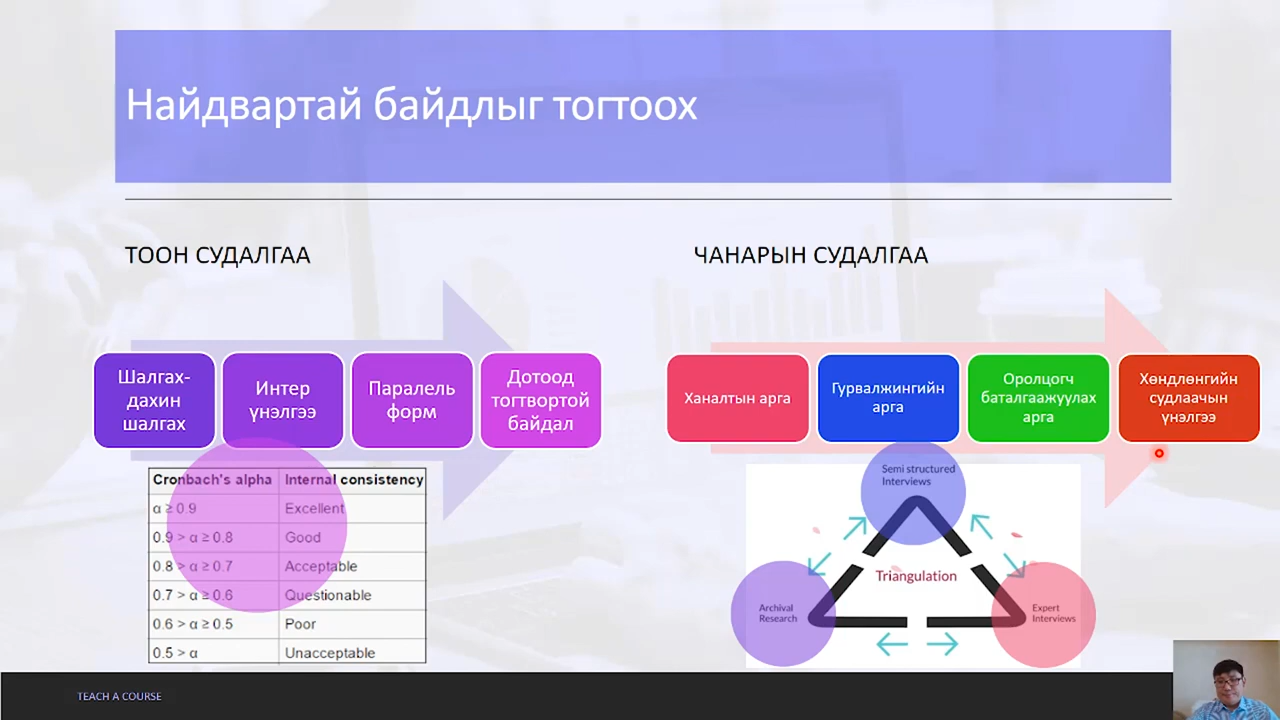 Найдвартай байдлыг тогтоох
ТООН СУДАЛГАА
Шалгах-
дахин
шалгах
Интер
үнэлгээ
Паралель
форм
Дотоод
тогтвортой
байдал
Cronbach's alpha Internal consistency
α ≥ 0.9 Excellent
0.9 > α ≥ 0.8 Good
0.8 > α ≥ 0.7 Acceptable
0.7 > α ≥ 0.6 Questionable
0.6 > α ≥ 0.5 Poor
0.5 > α Unacceptable
ЧАНАРЫН СУДАЛГАА
Ханалтын арга
Гурвалжингийн
арга
Оролцогч
баталгаажуулах
арга
Хөндлөнгийн
судлаачын
үнэлгээ
Semi structured
Interviews
Triangulation
Archival
Research
Expert
Interviews
TEACH A COURSE